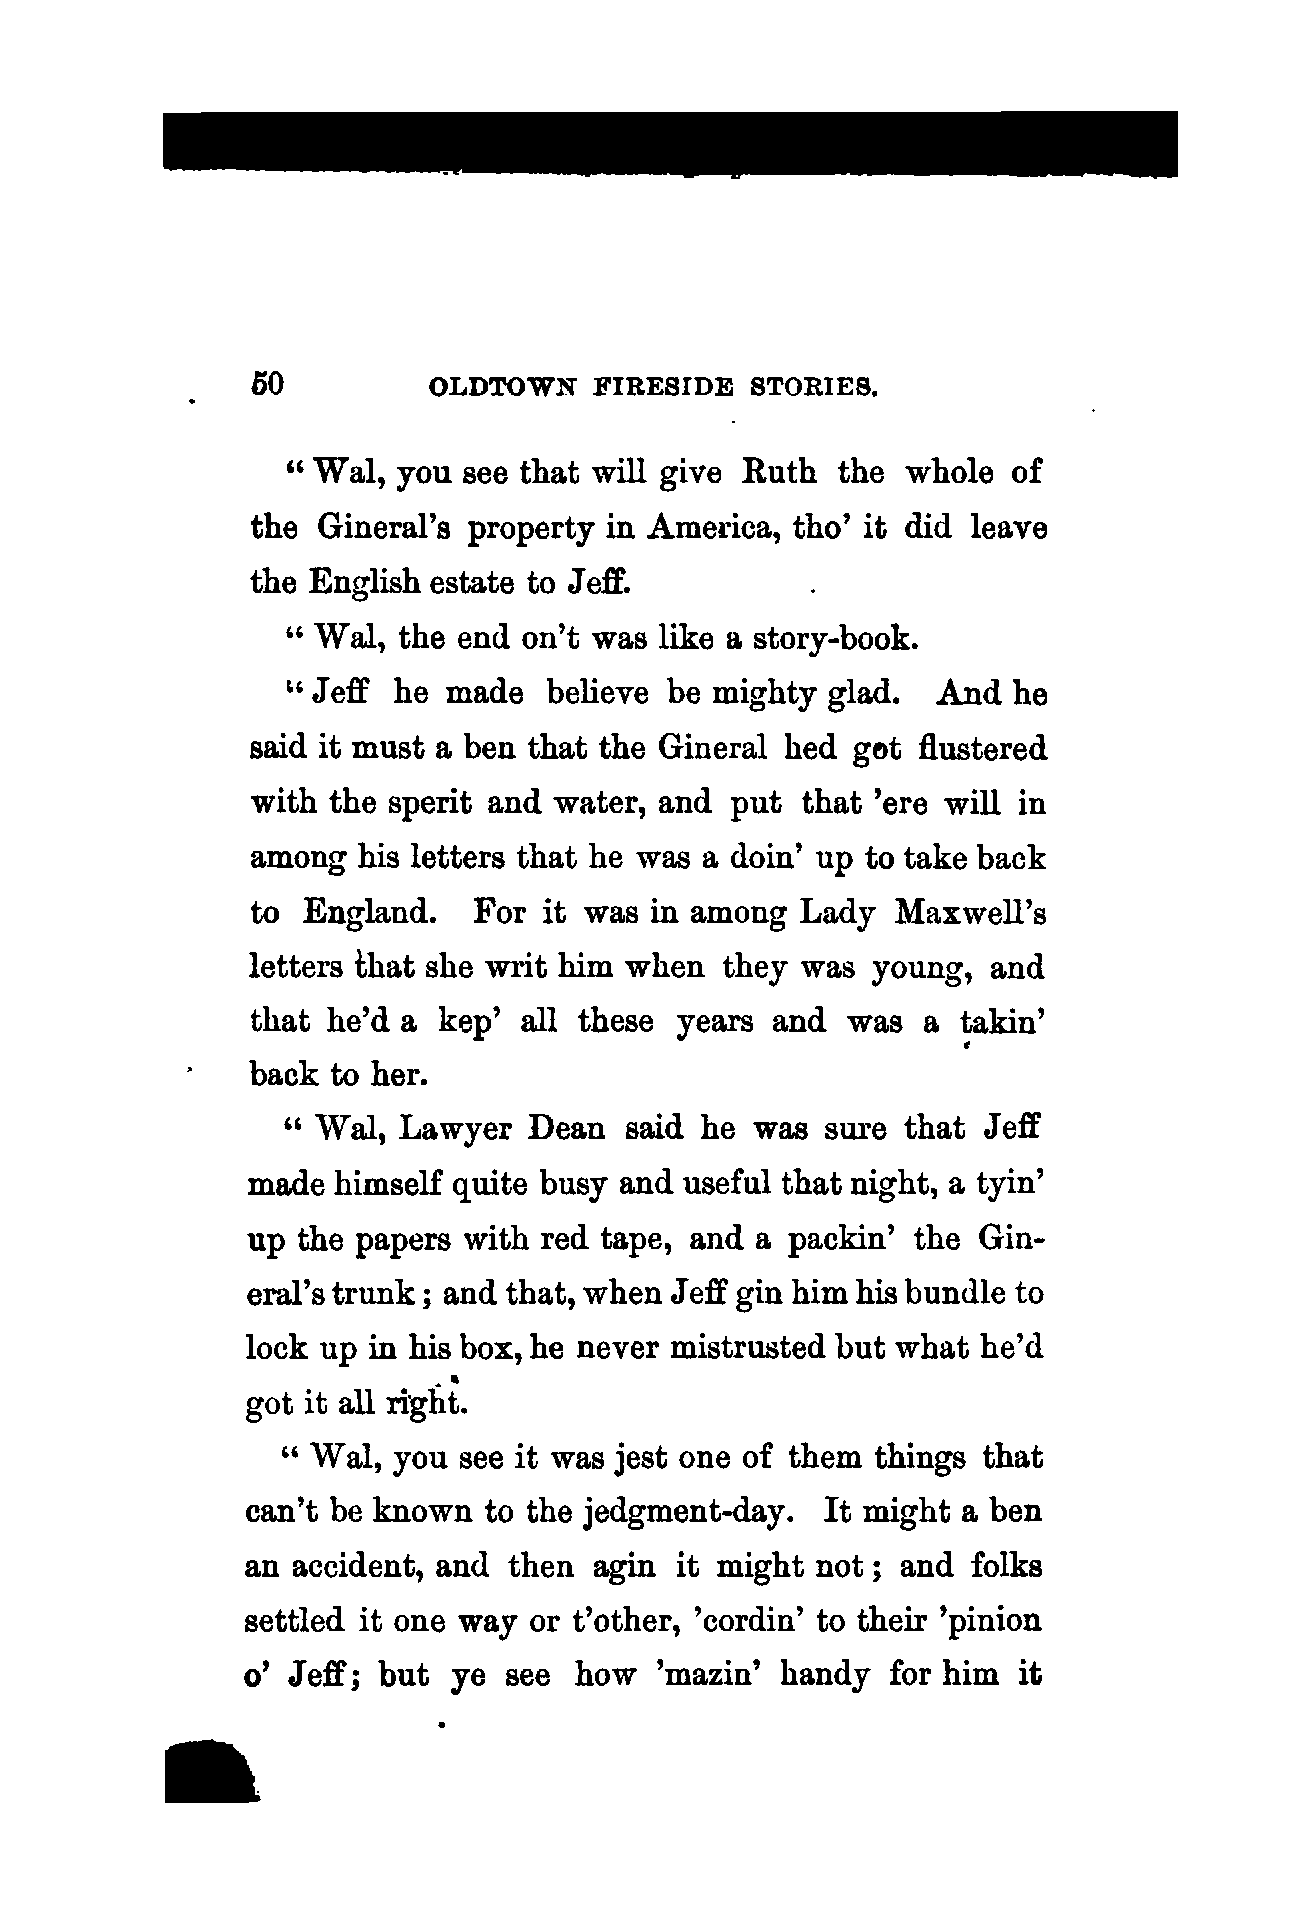 50 OLDTOWN FIRESIDE STORIES.
“ Wal, you see that will give Ruth the whole of
the Gineral’s property in America, tho’ it did leave
the English estate to Jeff.
“ Wal, the end on’t was like a story-book.
“ Jeff he made believe be mighty glad. And he
said it must a ben that the Gineral hed got flustered
with the sperit and water, and put that ’ere will in
among his letters that he was a doin’ up to take back
to England. For it was in among Lady Maxwell’s
letters that she writ him when they was young, and
that he’d a kep’ all these years and was a takin’
back to her.
“ Wal, Lawyer Dean said he was sure that Jeff
made himself quite busy and useful that night, a tyin’
up the papers with red tape, and a packin’ the Gin-
eral’s trunk ; and that, when Jeff gin him his bundle to
lock up in his box, he never mistrusted but what he’d
got it all right.
“ Wal, you see it was jest one of them things that
can’t be known to the jedgment-day. It might a ben
an accident, and then agin it might not ; and folks
settled it one way or t’other, ’cordin’ to their ’pinion
o’ Jeff; but ye see how ’mazin’ handy for him it